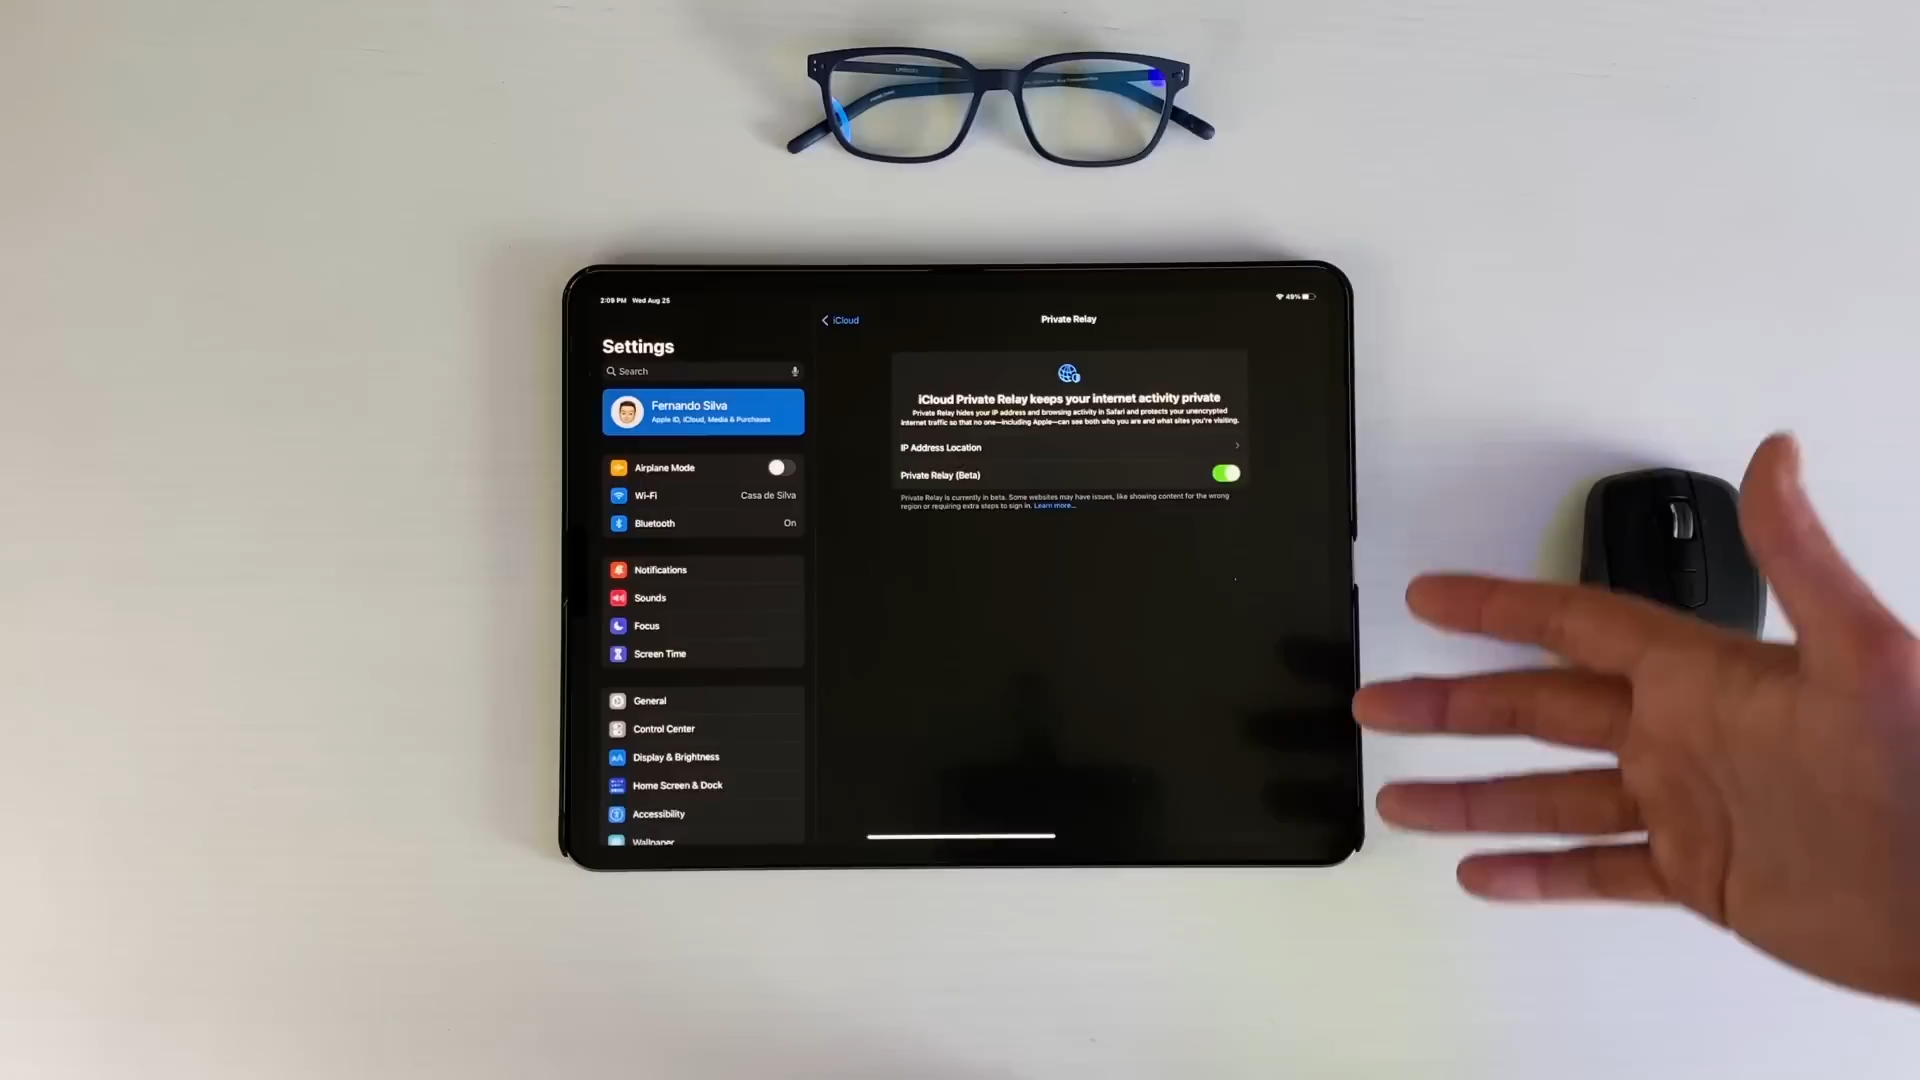 2:09 PM Wed Aug 25
49%
Settings
Search
Fernando Silva
Apple ID, iCloud, Media & Purchases
Airplane Mode
Wi-Fi Casa de Silva
Bluetooth On
Notifications
Sounds
Focus
Screen Time
General
Control Center
Display & Brightness
Home Screen & Dock
Accessibility
Wallpaper
iCloud
Private Relay
iCloud Private Relay keeps your internet activity private
Private Relay hides your IP address and browsing activity in Safari and protects your unencrypted
internet traffic so that no one—including Apple—can see both who you are and what sites you're visiting.
IP Address Location
Private Relay (Beta)
Private Relay is currently in beta. Some websites may have issues, like showing content for the wrong
region or requiring extra steps to sign in. Learn more...